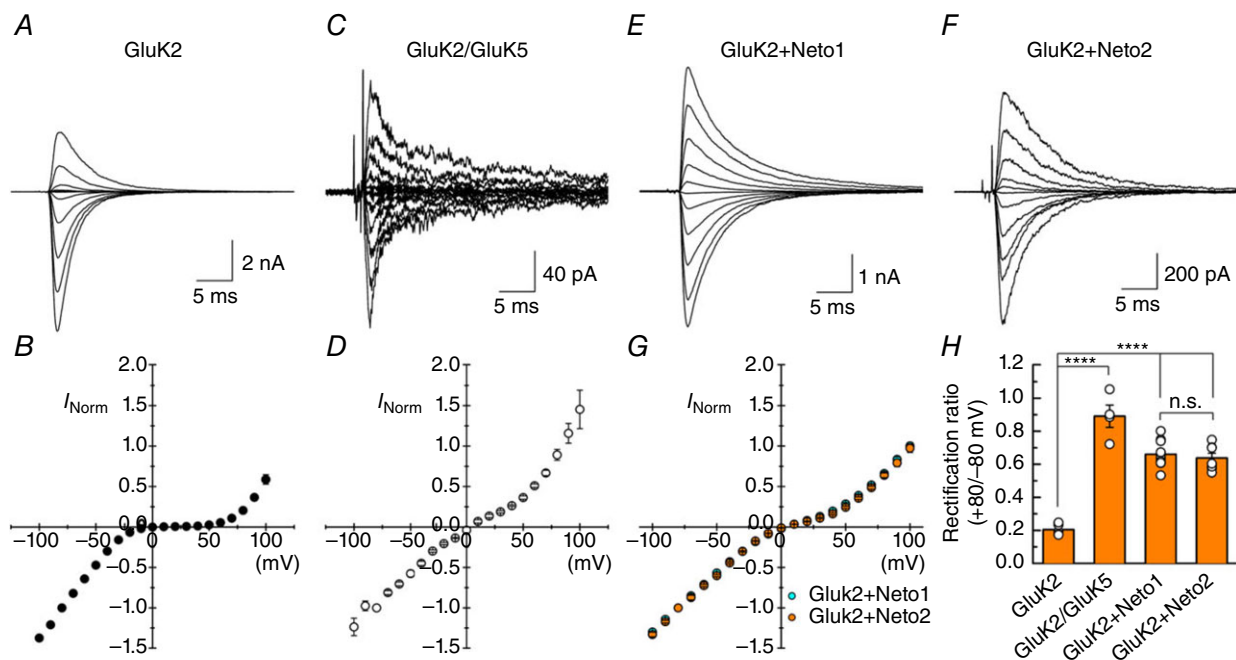 A
GluK2
2 nA
5 ms
C
GluK2/GluK5
40 pA
5 ms
E
GluK2+Neto1
1 nA
5 ms
F
GluK2+Neto2
200 pA
5 ms
B
2.0
INorm
1.5
1.0
0.5
0.0
−100
−50
50
100
(mV)
−0.5
−1.0
−1.5
D
2.0
INorm
1.5
1.0
0.5
0.0
−100
−50
50
100
(mV)
−0.5
−1.0
−1.5
G
2.0
INorm
1.5
1.0
0.5
0.0
−100
−50
50
100
(mV)
−0.5
−1.0
−1.5
Gluk2+Neto1
Gluk2+Neto2
H
Rectification ratio
(+80/−80 mV)
1.2
1.0
0.8
0.6
0.4
0.2
0.0
****
****
n.s.
GluK2
GluK2/GluK5
GluK2+Neto1
GluK2+Neto2